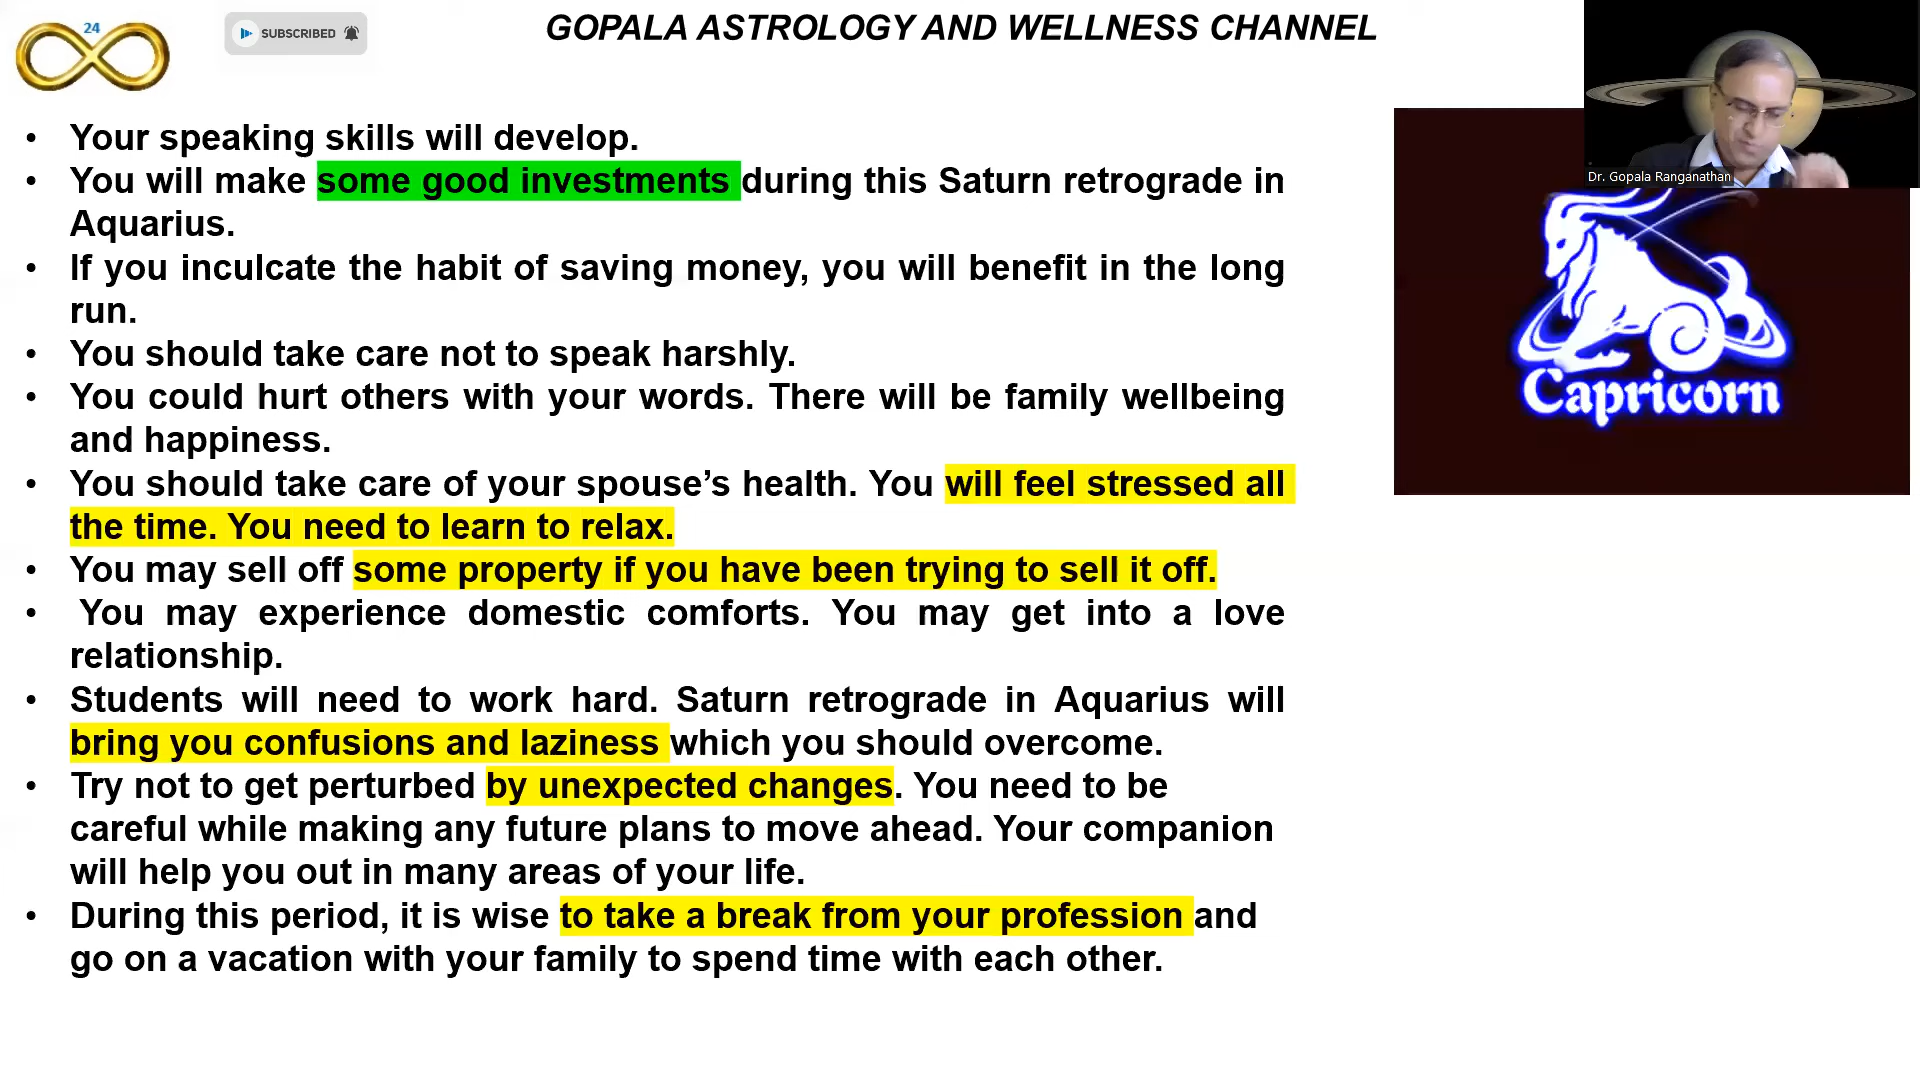 24
SUBSCRIBED
GOPALA ASTROLOGY AND WELLNESS CHANNEL
Dr. Gopala Ranganathan
Capricorn
• Your speaking skills will develop.
• You will make some good investments during this Saturn retrograde in
Aquarius.
• If you inculcate the habit of saving money, you will benefit in the long
run.
• You should take care not to speak harshly.
• You could hurt others with your words. There will be family wellbeing
and happiness.
• You should take care of your spouse’s health. You will feel stressed all
the time. You need to learn to relax.
• You may sell off some property if you have been trying to sell it off.
• You may experience domestic comforts. You may get into a love
relationship.
• Students will need to work hard. Saturn retrograde in Aquarius will
bring you confusions and laziness which you should overcome.
• Try not to get perturbed by unexpected changes. You need to be
careful while making any future plans to move ahead. Your companion
will help you out in many areas of your life.
• During this period, it is wise to take a break from your profession and
go on a vacation with your family to spend time with each other.